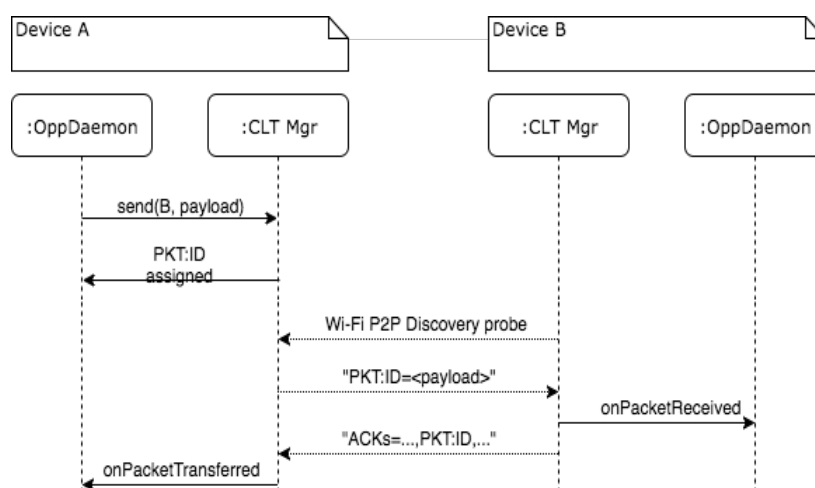 Device A
Device B
:OppDaemon
:CLT Mgr
:CLT Mgr
:OppDaemon
send(B, payload)
PKT:ID
assigned
Wi-Fi P2P Discovery probe
"PKT:ID=<payload>"
onPacketReceived
"ACKs=...,PKT:ID,..."
onPacketTransferred